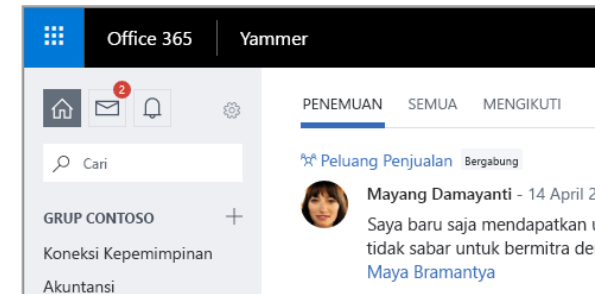 Office 365 Yammer
2
PENEMUAN SEMUA MENGIKUTI
Cari
Peluang Penjualan Bergabung
Mayang Damayanti - 14 April
GRUP CONTOSO
Saya baru saja mendapatkan
Koneksi Kepemimpinan
tidak sabar untuk bermitra
Maya Bramantya
Akuntansi